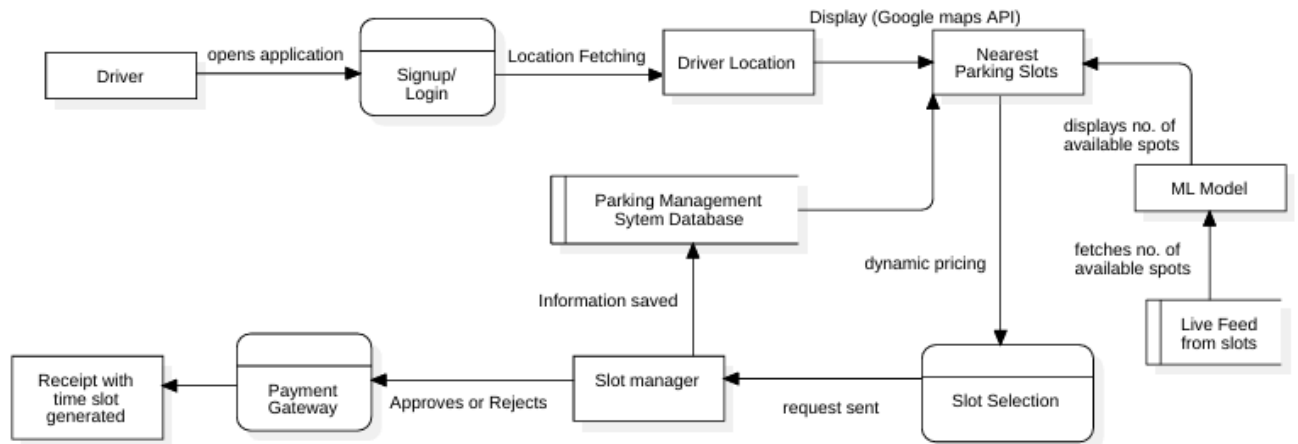 Display (Google maps API)
opens application
Location Fetching
Driver
Signup/
Login
Driver Location
Nearest
Parking Slots
displays no. of
available spots
ML Model
Parking Management
Sytem Database
fetches no. of
available spots
dynamic pricing
Information saved
Live Feed
from slots
Receipt with
time slot
generated
Payment
Gateway
Approves or Rejects
Slot manager
request sent
Slot Selection